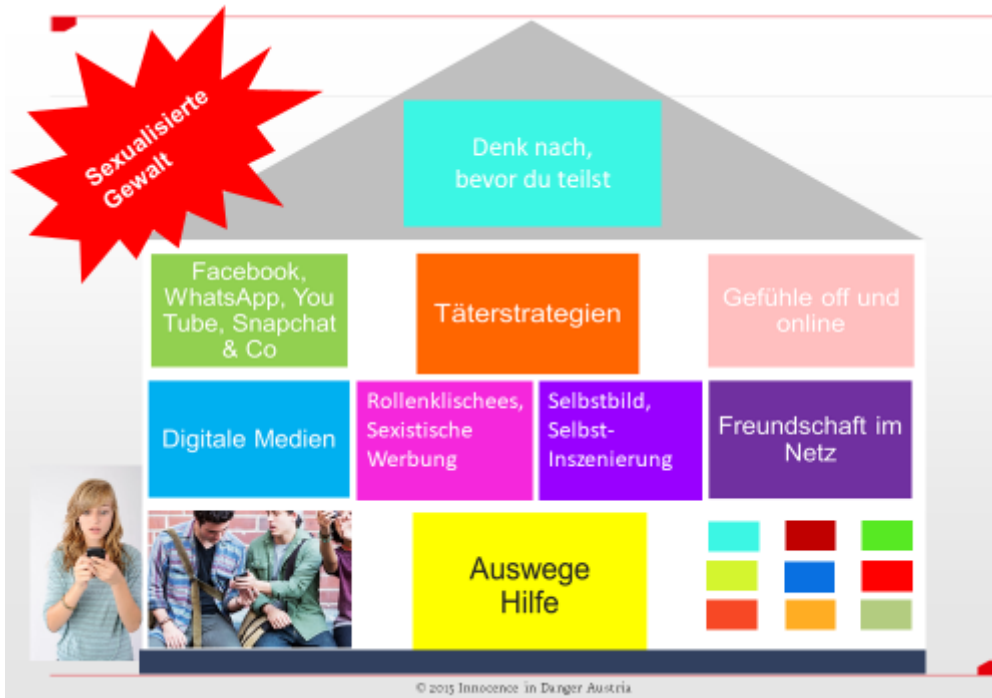 Sexualisierte
Gewalt
Denk nach,
bevor du teilst
Facebook,
WhatsApp, You
Tube, Snapchat
& Co
Täterstrategien
Gefühle off und
online
Digitale Medien
Rollenklischees,
Sexistische
Werbung
Selbstbild,
Selbst-
Inszenierung
Freundschaft im
Netz
Auswege
Hilfe
© 2015 Innocence in Danger Austria